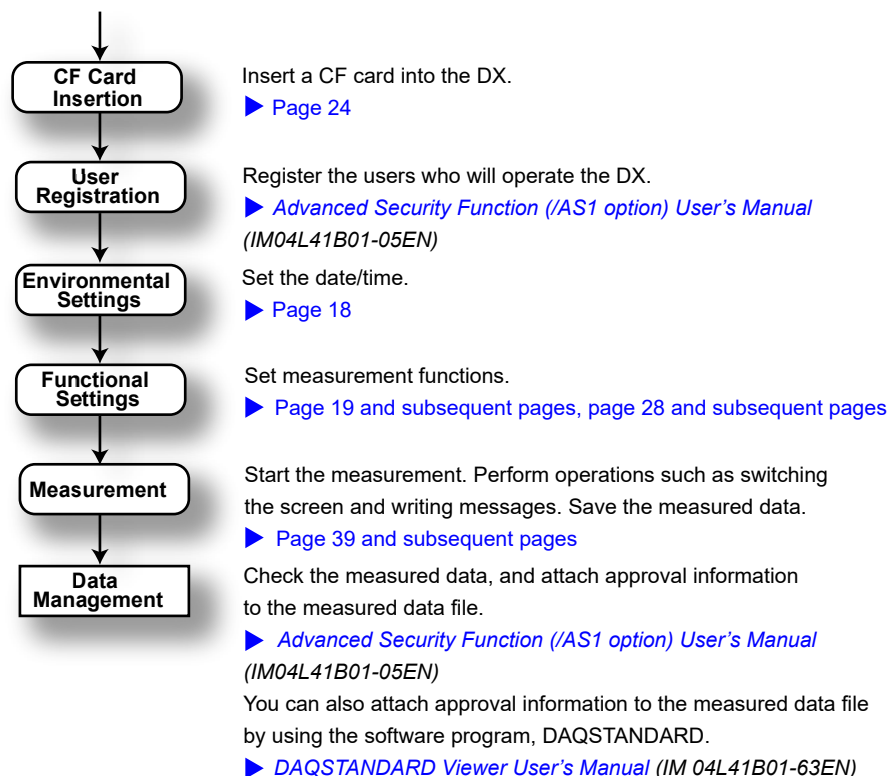 CF Card
Insertion
Insert a CF card into the DX.
Page 24
User
Registration
Register the users who will operate the DX.
Advanced Security Function (/AS1 option) User's Manual
(IM04L41B01-05EN)
Environmental
Settings
Set the date/time.
Page 18
Functional
Settings
Set measurement functions.
Page 19 and subsequent pages, page 28 and subsequent pages
Measurement
Start the measurement. Perform operations such as switching
the screen and writing messages. Save the measured data.
Page 39 and subsequent pages
Data
Management
Check the measured data, and attach approval information
to the measured data file.
Advanced Security Function (/AS1 option) User's Manual
(IM04L41B01-05EN)
You can also attach approval information to the measured data file
by using the software program, DAQSTANDARD.
DAQSTANDARD Viewer User's Manual (IM 04L41B01-63EN)